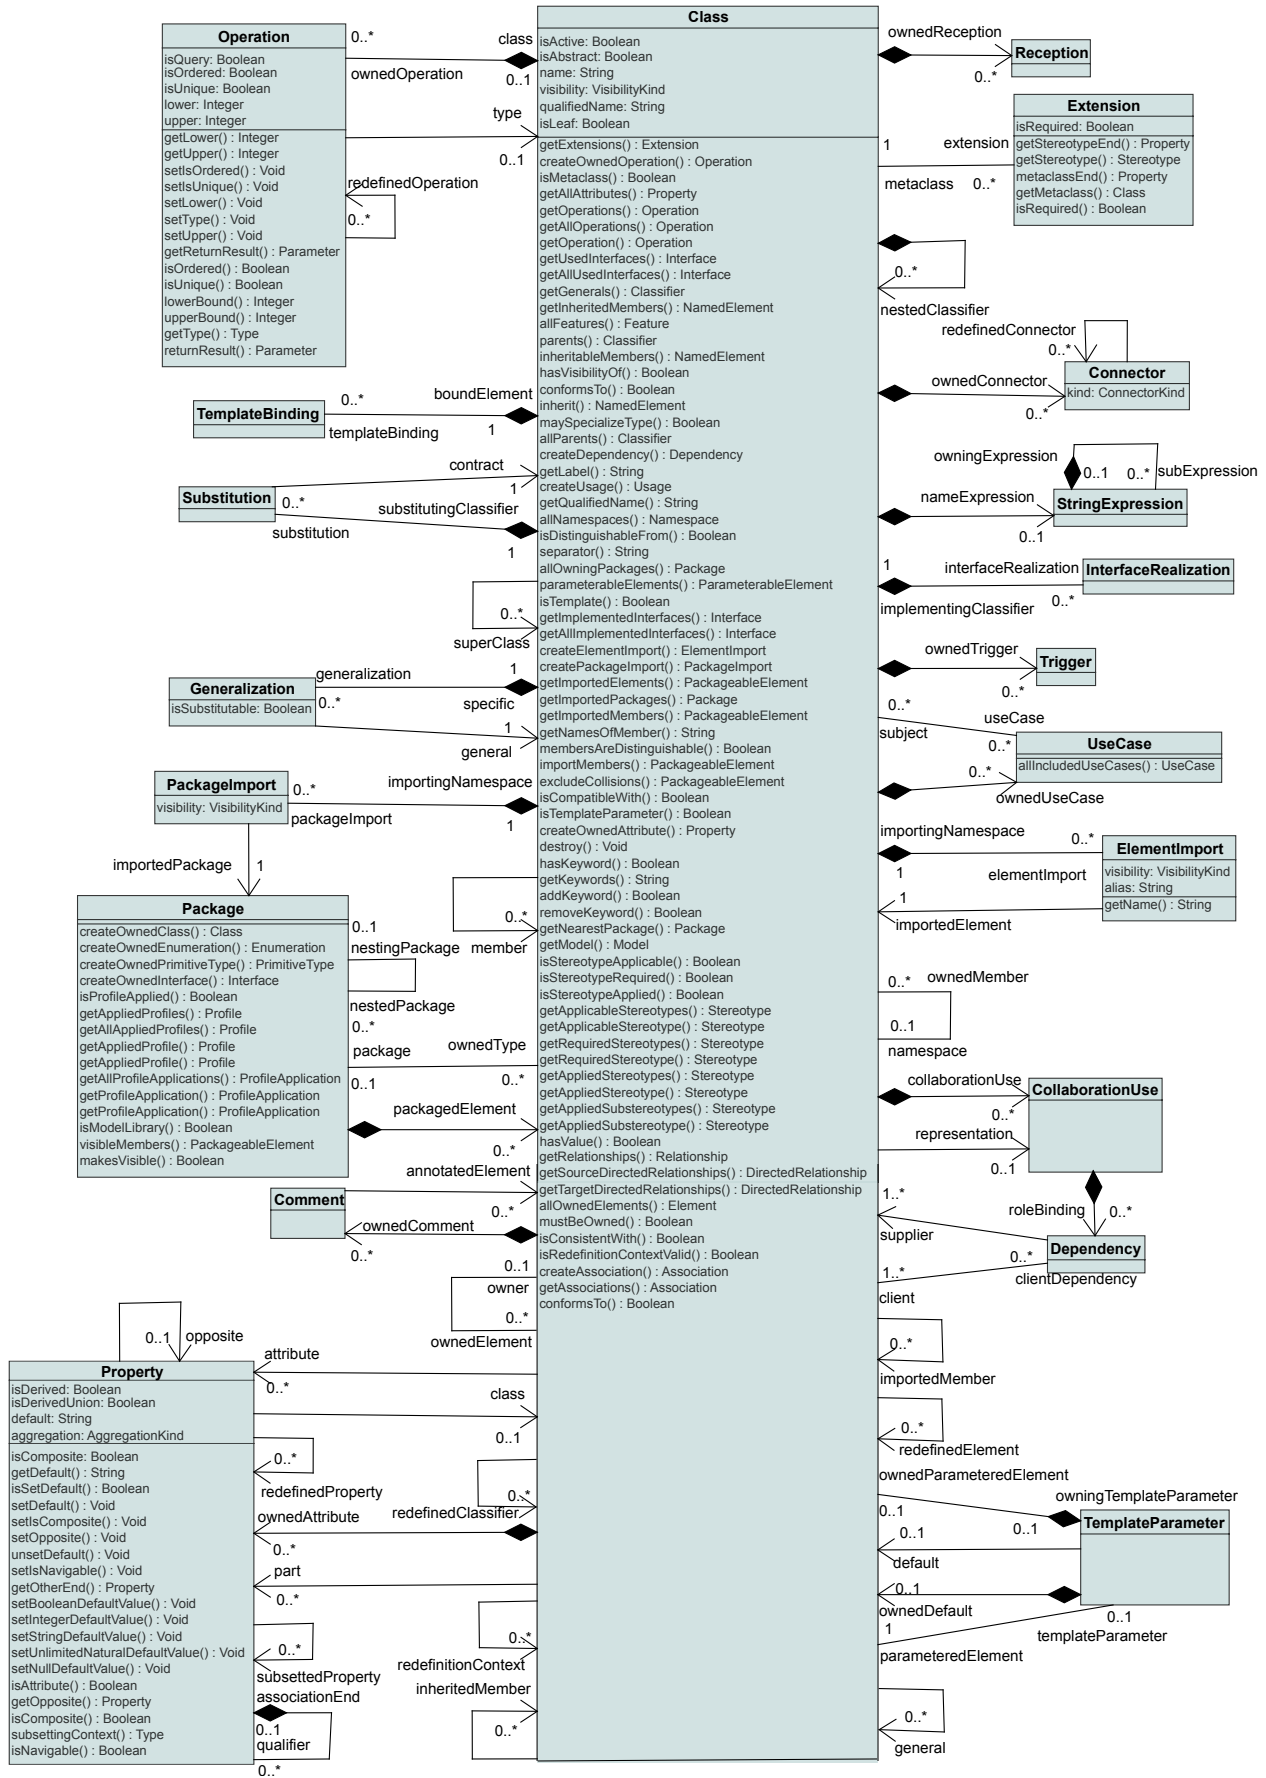 Operation
isQuery: Boolean
isOrdered: Boolean
isUnique: Boolean
lower: Integer
upper: Integer
getLower() : Integer
getUpper() : Integer
setIsOrdered() : Void
setIsUnique() : Void
setLower() : Void
setType() : Void
setUpper() : Void
getReturnResult() : Parameter
isOrdered() : Boolean
isUnique() : Boolean
lowerBound() : Integer
upperBound() : Integer
getType() : Type
returnResult() : Parameter
0..*
class
ownedOperation
0..1
type
0..1
redefinedOperation
0..*
boundElement
0..*
TemplateBinding
templateBinding
1
contract
1
Substitution
0..*
substitutingClassifier
substitution
1
0..*
superClass
generalization
1
Generalization
isSubstitutable: Boolean
0..*
specific
1
general
PackageImport
visibility: VisibilityKind
0..*
importingNamespace
packageImport
1
importedPackage
1
Package
createOwnedClass() : Class
createOwnedEnumeration() : Enumeration
createOwnedPrimitiveType() : PrimitiveType
createOwnedInterface() : Interface
isProfileApplied() : Boolean
getAppliedProfiles() : Profile
getAllAppliedProfiles() : Profile
getAppliedProfile() : Profile
getAppliedProfile() : Profile
getAllProfileApplications() : ProfileApplication
getProfileApplication() : ProfileApplication
getProfileApplication() : ProfileApplication
isModelLibrary() : Boolean
visibleMembers() : PackageableElement
makesVisible() : Boolean
0..*
member
0..1
nestingPackage
nestedPackage
0..*
package
ownedType
0..1
0..*
packagedElement
0..*
annotatedElement
0..*
Comment
ownedComment
0..*
0..1
owner
0..*
ownedElement
0..1
opposite
Property
isDerived: Boolean
isDerivedUnion: Boolean
default: String
aggregation: AggregationKind
isComposite: Boolean
getDefault() : String
isSetDefault() : Boolean
setDefault() : Void
setIsComposite() : Void
setOpposite() : Void
unsetDefault() : Void
setIsNavigable() : Void
getOtherEnd() : Property
setBooleanDefaultValue() : Void
setIntegerDefaultValue() : Void
setStringDefaultValue() : Void
setUnlimitedNaturalDefaultValue() : Void
setNullDefaultValue() : Void
isAttribute() : Boolean
getOpposite() : Property
isComposite() : Boolean
subsettingContext() : Type
isNavigable() : Boolean
attribute
0..*
class
0..1
0..*
redefinedProperty
0..*
redefinedClassifier
ownedAttribute
0..*
part
0..*
0..*
subsettedProperty
0..*
redefinitionContext
associationEnd
0..1
qualifier
0..*
inheritedMember
0..*
Class
isActive: Boolean
isAbstract: Boolean
name: String
visibility: VisibilityKind
qualifiedName: String
isLeaf: Boolean
getExtensions() : Extension
createOwnedOperation() : Operation
isMetaclass() : Boolean
getAllAttributes() : Property
getOperations() : Operation
getAllOperations() : Operation
getOperation() : Operation
getUsedInterfaces() : Interface
getAllUsedInterfaces() : Interface
getGenerals() : Classifier
getInheritedMembers() : NamedElement
allFeatures() : Feature
parents() : Classifier
inheritableMembers() : NamedElement
hasVisibilityOf() : Boolean
conformsTo() : Boolean
inherit() : NamedElement
maySpecializeType() : Boolean
allParents() : Classifier
createDependency() : Dependency
getLabel() : String
createUsage() : Usage
getQualifiedName() : String
allNamespaces() : Namespace
isDistinguishableFrom() : Boolean
separator() : String
allOwningPackages() : Package
parameterableElements() : ParameterableElement
isTemplate() : Boolean
getImplementedInterfaces() : Interface
getAllImplementedInterfaces() : Interface
createElementImport() : ElementImport
createPackageImport() : PackageImport
getImportedElements() : PackageableElement
getImportedPackages() : Package
getImportedMembers() : PackageableElement
getNamesOfMember() : String
membersAreDistinguishable() : Boolean
importMembers() : PackageableElement
excludeCollisions() : PackageableElement
isCompatibleWith() : Boolean
isTemplateParameter() : Boolean
createOwnedAttribute() : Property
destroy() : Void
hasKeyword() : Boolean
getKeywords() : String
addKeyword() : Boolean
removeKeyword() : Boolean
getNearestPackage() : Package
getModel() : Model
isStereotypeApplicable() : Boolean
isStereotypeRequired() : Boolean
isStereotypeApplied() : Boolean
getApplicableStereotypes() : Stereotype
getApplicableStereotype() : Stereotype
getRequiredStereotypes() : Stereotype
getRequiredStereotype() : Stereotype
getAppliedStereotypes() : Stereotype
getAppliedStereotype() : Stereotype
getAppliedSubstereotypes() : Stereotype
getAppliedSubstereotype() : Stereotype
hasValue() : Boolean
getRelationships() : Relationship
getSourceDirectedRelationships() : DirectedRelationship
getTargetDirectedRelationships() : DirectedRelationship
allOwnedElements() : Element
mustBeOwned() : Boolean
isConsistentWith() : Boolean
isRedefinitionContextValid() : Boolean
createAssociation() : Association
getAssociations() : Association
conformsTo() : Boolean
ownedReception
0..*
Reception
Extension
isRequired: Boolean
getStereotypeEnd() : Property
getStereotype() : Stereotype
metaclassEnd() : Property
getMetaclass() : Class
isRequired() : Boolean
1
extension
metaclass
0..*
0..*
nestedClassifier
redefinedConnector
0..*
Connector
kind: ConnectorKind
ownedConnector
0..*
owningExpression
0..1
0..*
subExpression
nameExpression
StringExpression
0..1
1
interfaceRealization
InterfaceRealization
implementingClassifier
0..*
ownedTrigger
Trigger
0..*
0..*
useCase
subject
0..*
UseCase
allIncludedUseCases() : UseCase
0..*
ownedUseCase
importingNamespace
0..*
ElementImport
visibility: VisibilityKind
alias: String
getName() : String
1
elementImport
1
importedElement
0..*
ownedMember
0..1
namespace
collaborationUse
0..*
CollaborationUse
representation
0..1
1..*
roleBinding
0..*
supplier
Dependency
0..*
1..*
clientDependency
client
0..*
importedMember
0..*
redefinedElement
ownedParameteredElement
owningTemplateParameter
0..1
0..1
TemplateParameter
0..1
default
0..1
ownedDefault
0..1
1
templateParameter
parameteredElement
0..*
general